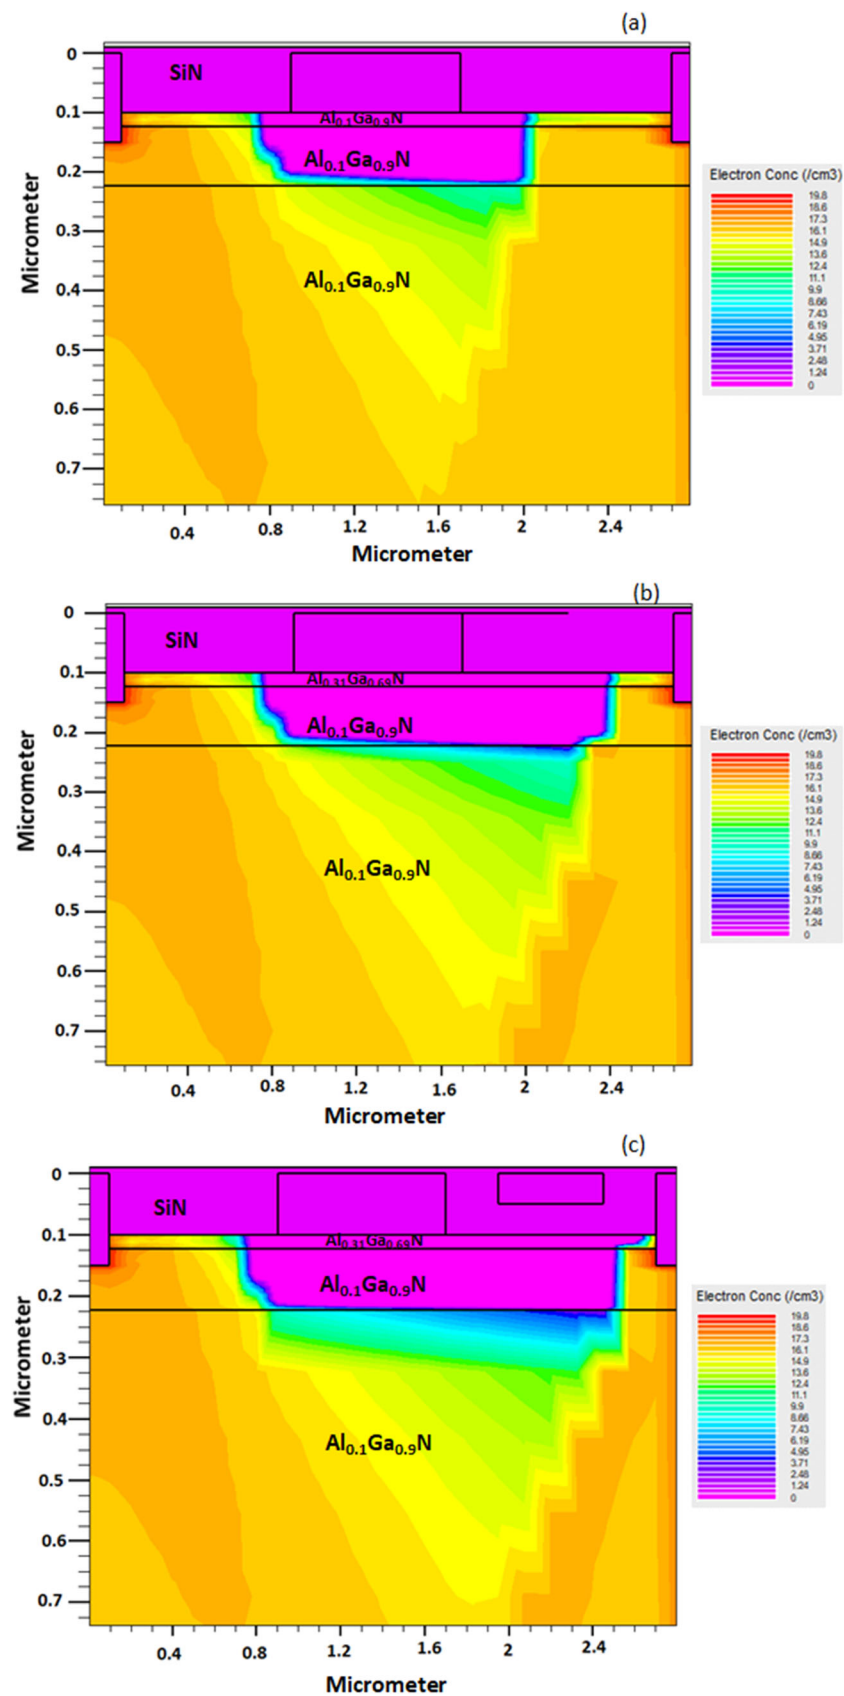 (a)
0
SiN
0.1
Al0.1Ga0.9N
Al0.1Ga0.9N
0.2
0.3
Al0.1Ga0.9N
0.4
0.5
0.6
0.7
Micrometer
0.4 0.8 1.2 1.6 2 2.4
Micrometer
Electron Conc (/cm3)
19.8
18.6
17.3
16.1
14.9
13.6
12.4
11.1
9.9
8.66
7.43
6.19
4.95
3.71
2.48
1.24
0
(b)
0
SiN
0.1
Al0.31Ga0.69N
Al0.1Ga0.9N
0.2
0.3
Al0.1Ga0.9N
0.4
0.5
0.6
0.7
Micrometer
0.4 0.8 1.2 1.6 2 2.4
Micrometer
Electron Conc (/cm3)
19.8
18.6
17.3
16.1
14.9
13.6
12.4
11.1
9.9
8.66
7.43
6.19
4.95
3.71
2.48
1.24
0
(c)
0
SiN
0.1
Al0.31Ga0.69N
Al0.1Ga0.9N
0.2
0.3
0.4
Al0.1Ga0.9N
0.5
0.6
0.7
Micrometer
0.4 0.8 1.2 1.6 2 2.4
Micrometer
Electron Conc (/cm3)
19.8
18.6
17.3
16.1
14.9
13.6
12.4
11.1
9.9
8.66
7.43
6.19
4.95
3.71
2.48
1.24
0